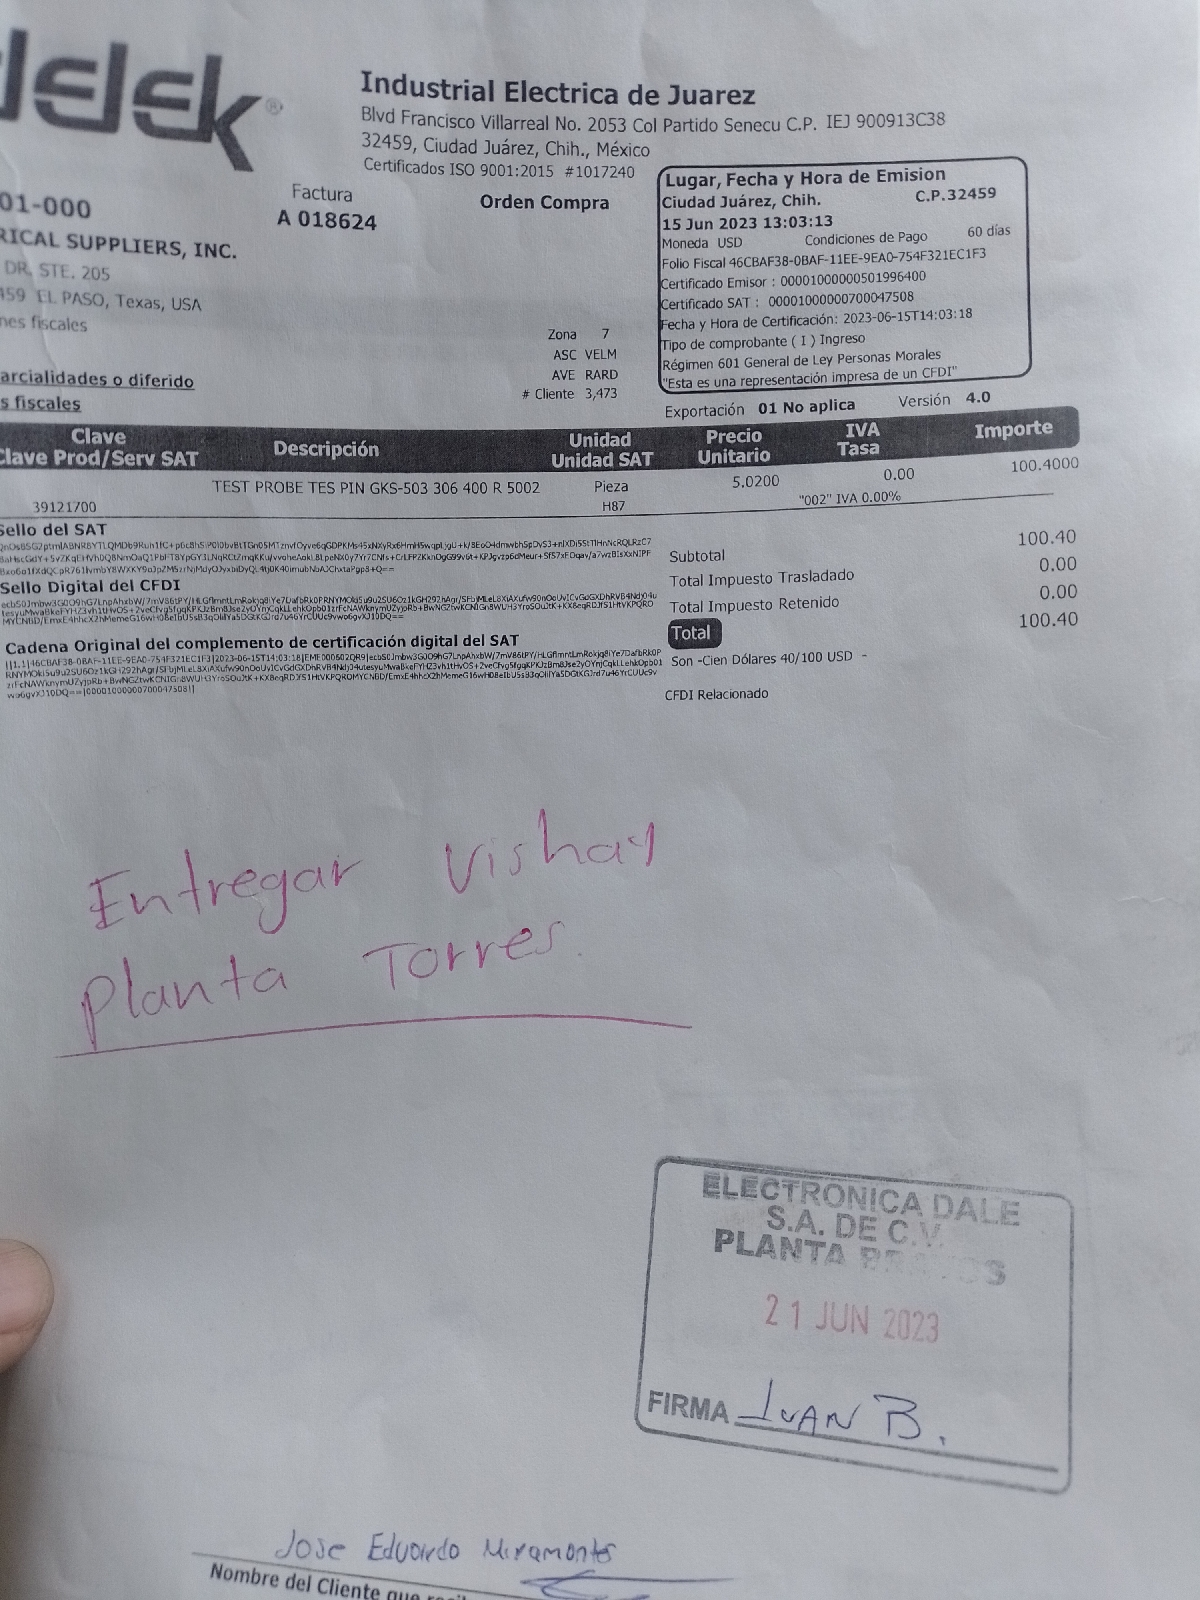 Industrial Electrica de Juarez
Blvd Francisco Villarreal No. 2053 Col Partido Senecu C.P. IEJ 900913C38
32459, Ciudad Juárez, Chih., México
Certificados ISO 9001:2015 #1017240
Factura
A 018624
Orden Compra
01-000
RICAL SUPPLIERS, INC.
DR. STE. 205
459 EL PASO, Texas, USA
nes fiscales
arcialidades o diferido
s fiscales
Lugar, Fecha y Hora de Emision
Ciudad Juárez, Chih. C.P.32459
15 Jun 2023 13:03:13
Moneda USD Condiciones de Pago 60 días
Folio Fiscal 46CBAF38-0BAF-11EE-9EA0-754F321EC1F3
Certificado Emisor : 00001000000501996400
Certificado SAT : 00001000000700047508
Fecha y Hora de Certificación: 2023-06-15T14:03:18
Tipo de comprobante ( I ) Ingreso
Régimen 601 General de Ley Personas Morales
"Esta es una representación impresa de un CFDI"
Zona 7
ASC VELM
AVE RARD
# Cliente 3,473
Exportación 01 No aplica Versión 4.0
Clave Descripción Unidad Precio IVA Importe
Clave Prod/Serv SAT Unidad SAT Unitario Tasa
TEST PROBE TES PIN GKS-503 306 400 R 5002 Pieza 5.0200 0.00 100.4000
39121700 H87 "002" IVA 0.00%
Sello del SAT
Sello Digital del CFDI
Cadena Original del complemento de certificación digital del SAT
Subtotal 100.40
Total Impuesto Trasladado 0.00
Total Impuesto Retenido 0.00
Total 100.40
Son -Cien Dólares 40/100 USD -
CFDI Relacionado
Entregar Vishay
Planta Torres.
ELECTRONICA DALE
S.A. DE C.V.
PLANTA
21 JUN 2023
FIRMA Ivan B.
Jose Eduardo Miramontes
Nombre del Cliente que